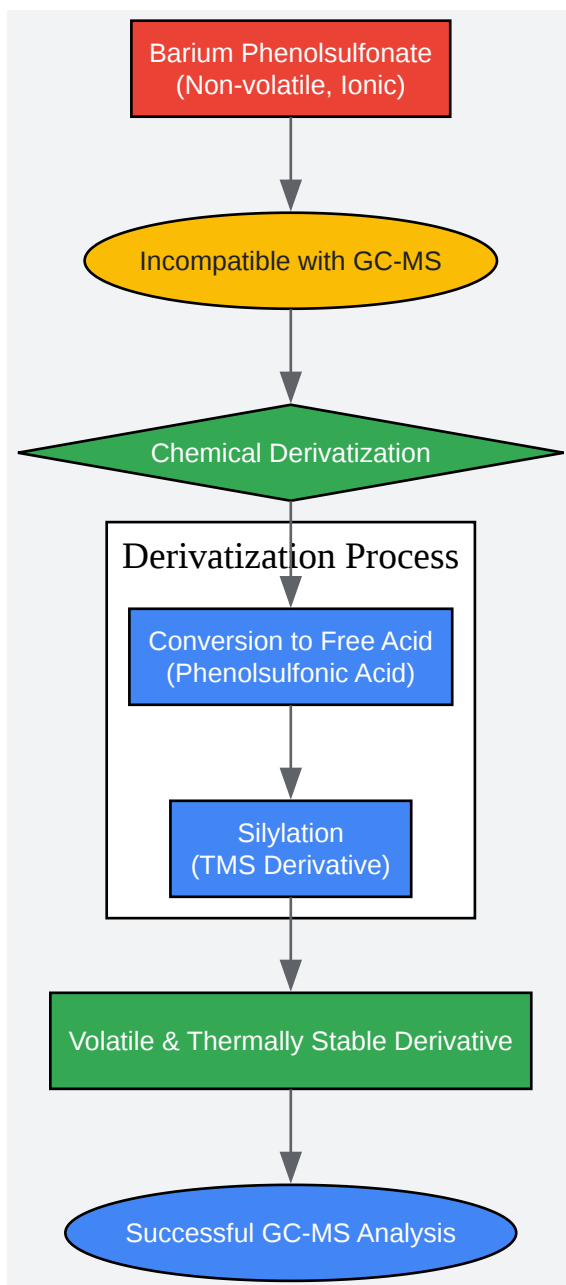 Barium Phenolsulfonate
(Non-volatile, Ionic)
Incompatible with GC-MS
Chemical Derivatization
Derivatization Process
Conversion to Free Acid
(Phenolsulfonic Acid)
Silylation
(TMS Derivative)
Volatile & Thermally Stable Derivative
Successful GC-MS Analysis